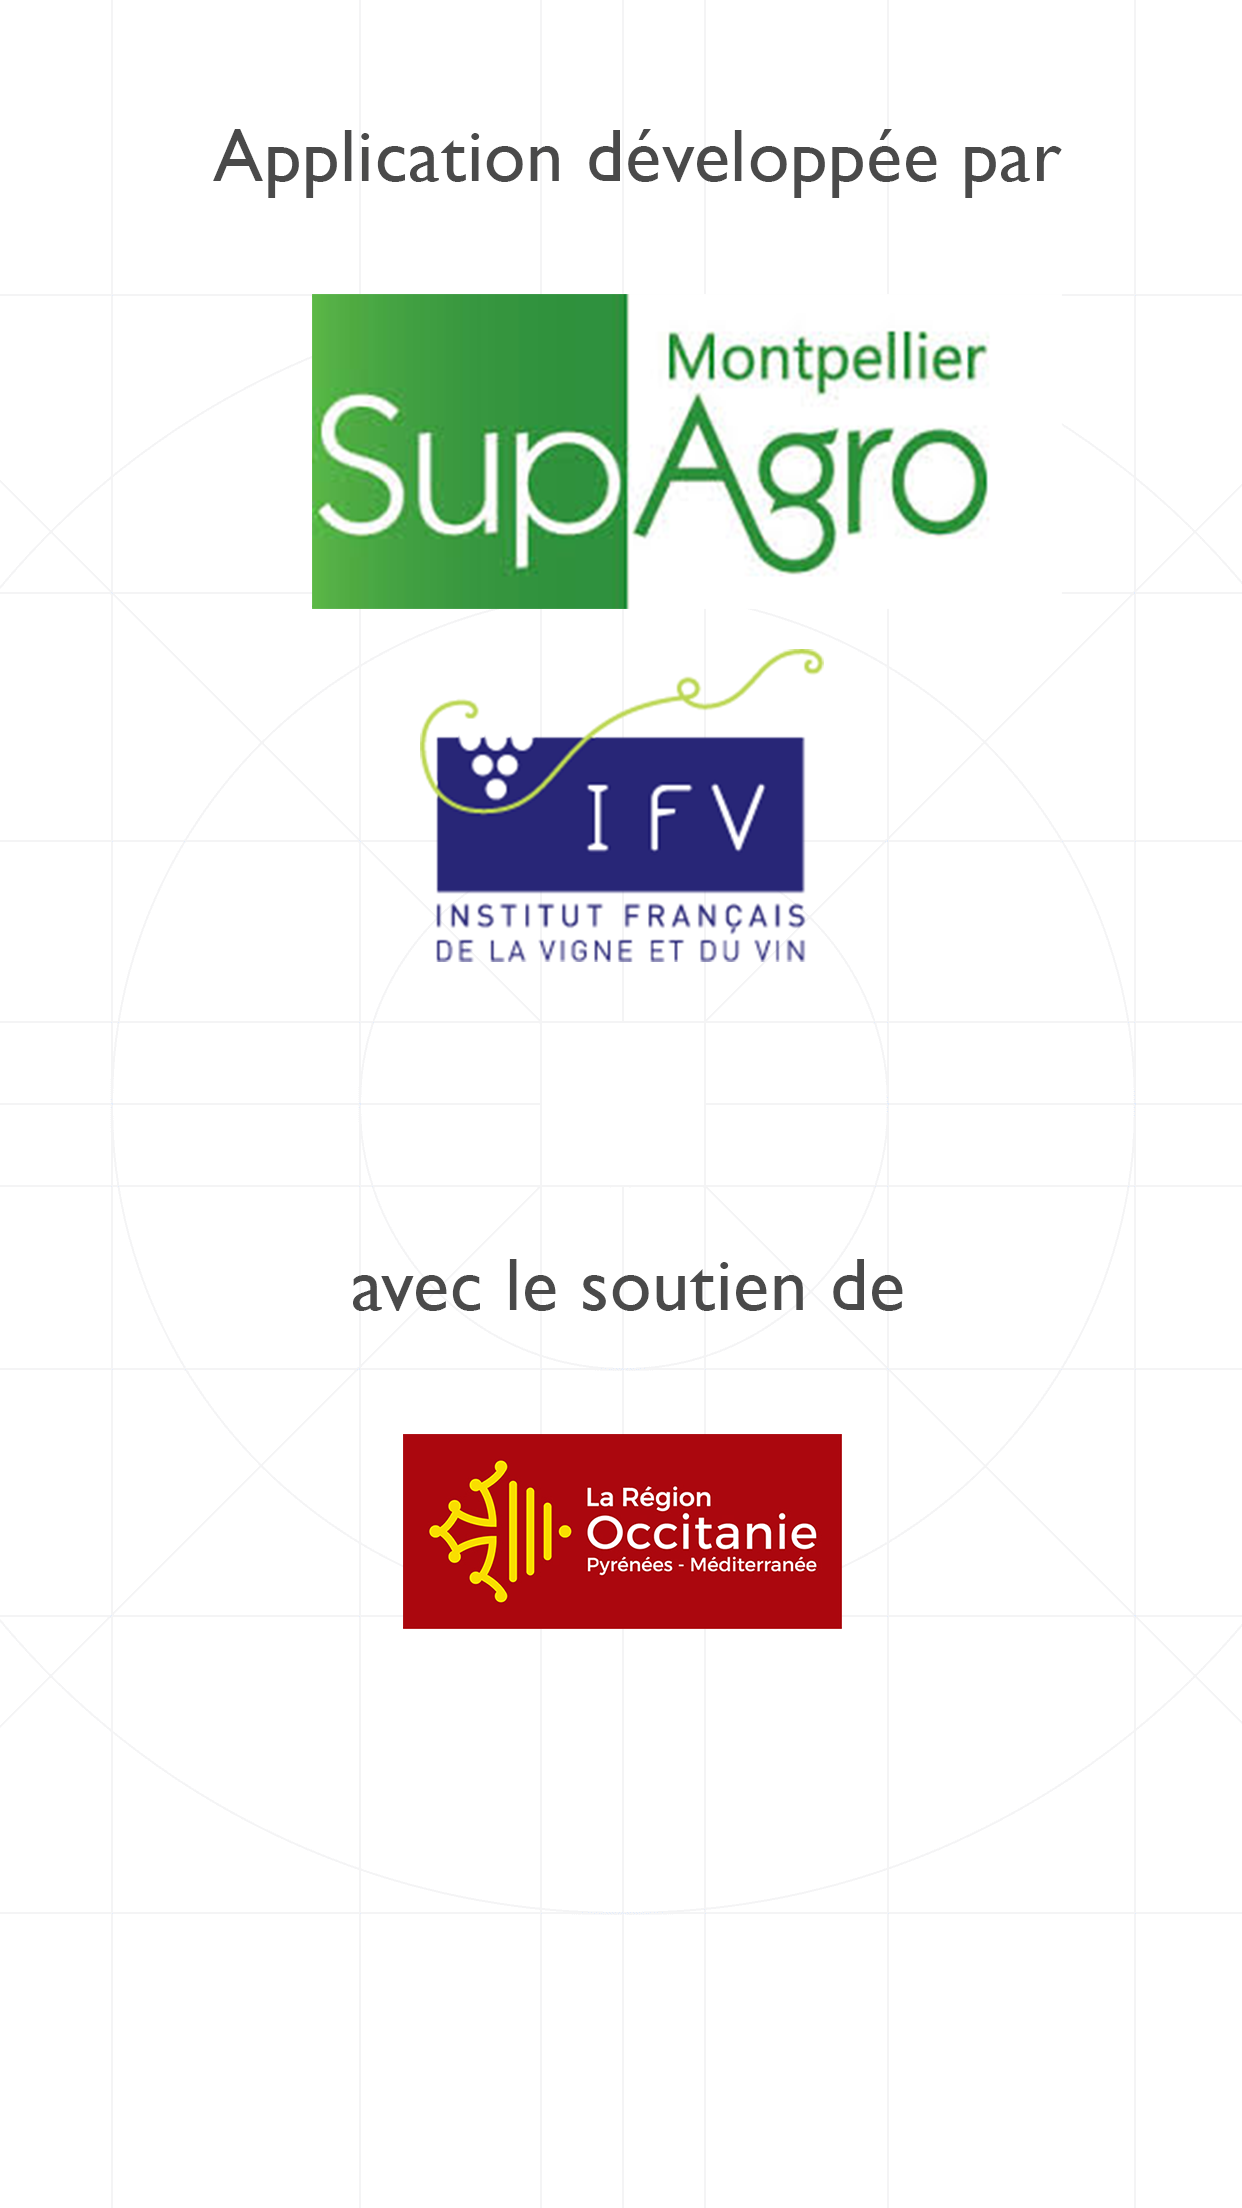 Application développée par
Montpellier
SupAgro
IFV
INSTITUT FRANÇAIS
DE LA VIGNE ET DU VIN
avec le soutien de
La Région
Occitanie
Pyrénées - Méditerranée